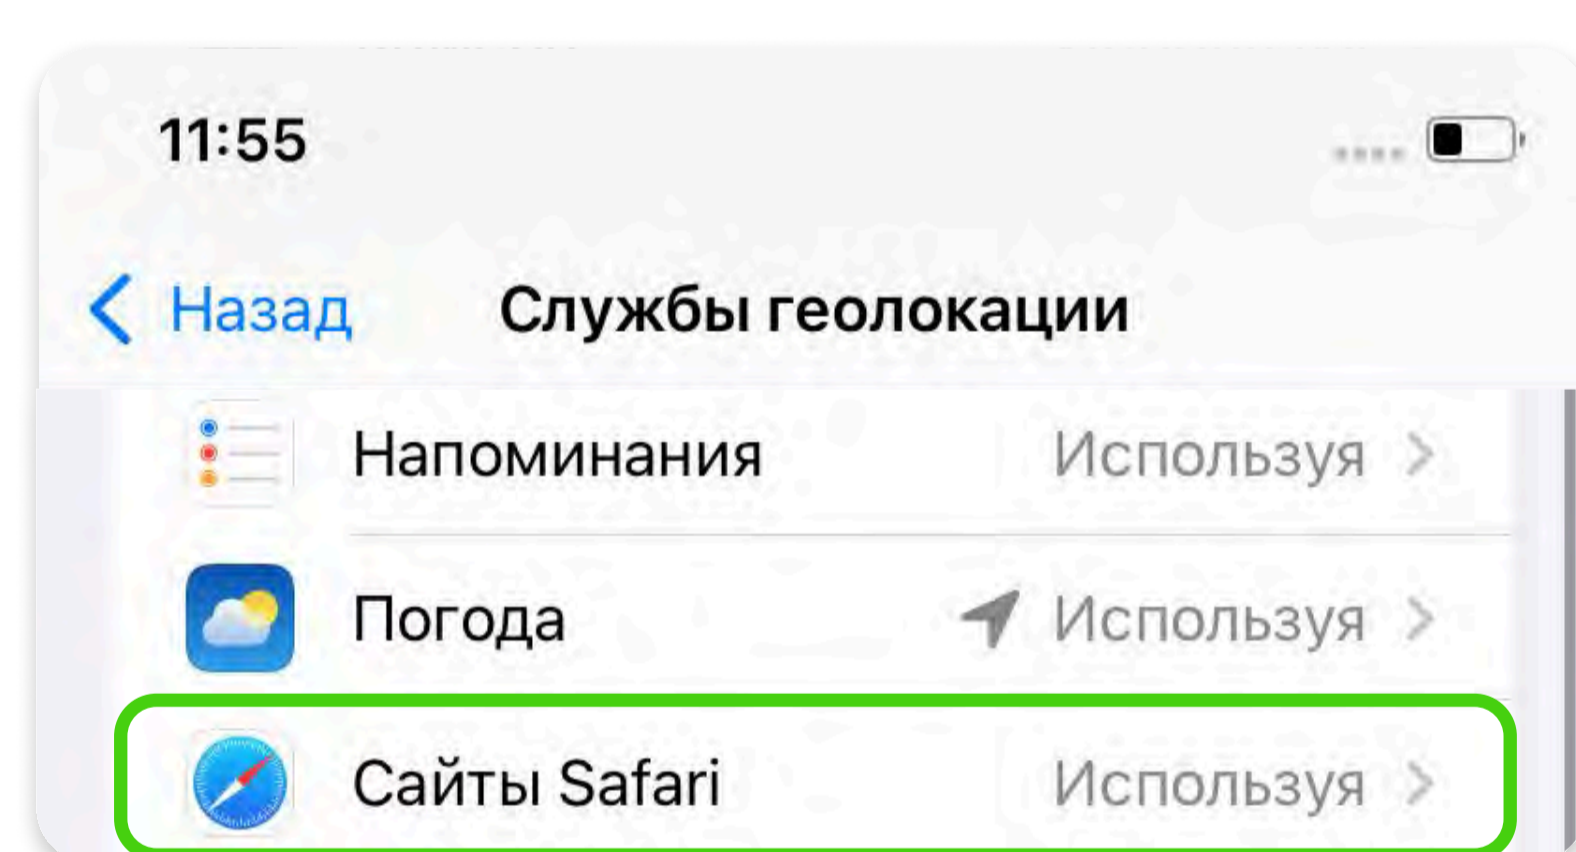 11:55
Назад
Службы геолокации
Напоминания Используя
Погода Используя
Сайты Safari Используя